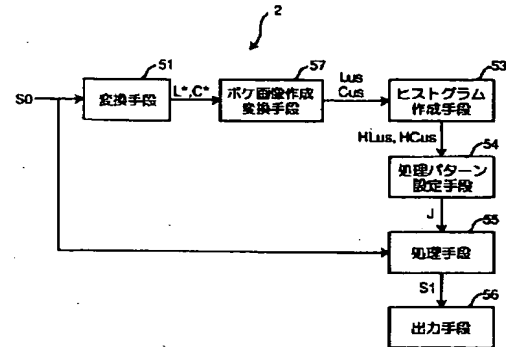 2
51
57
53
S0
変換手段
L*,C*
ボケ画像作成
変換手段
Lus
Cus
ヒストグラム
作成手段
HLus, HCus
54
処理パターン
設定手段
J
55
処理手段
S1
56
出力手段